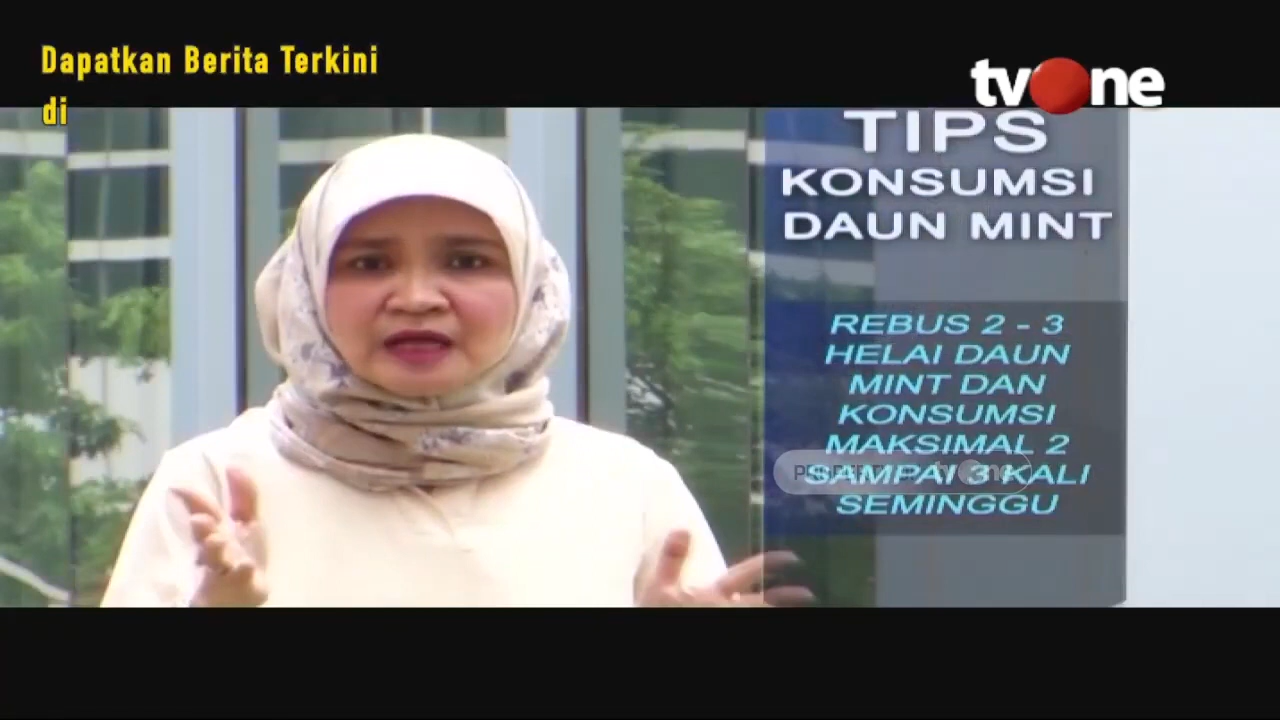 Dapatkan Berita Terkini
di
tvOne
TIPS
KONSUMSI
DAUN MINT
REBUS 2 - 3
HELAI DAUN
MINT DAN
KONSUMSI
MAKSIMAL 2
SAMPAI 3 KALI
SEMINGGU